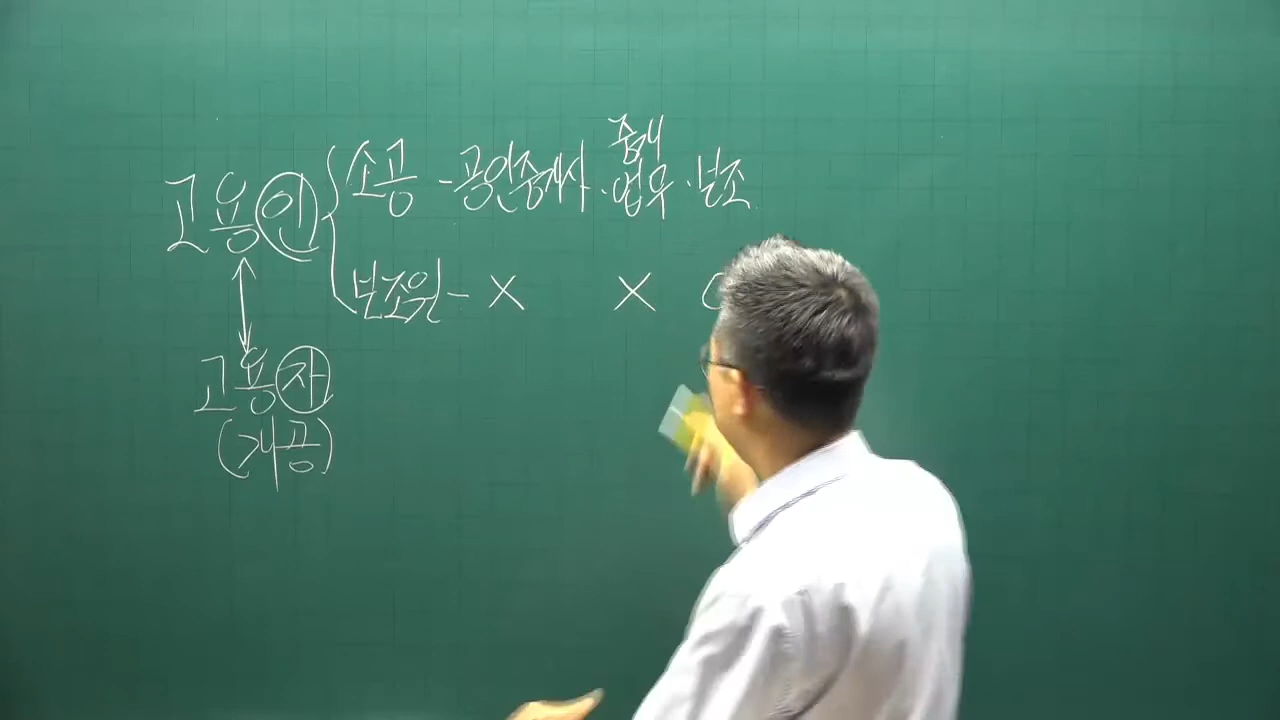 중개
고용인 { 소공 - 공인중개사 · 업무 · 보조
보조원 - X X O
↕
고용자
(개공)